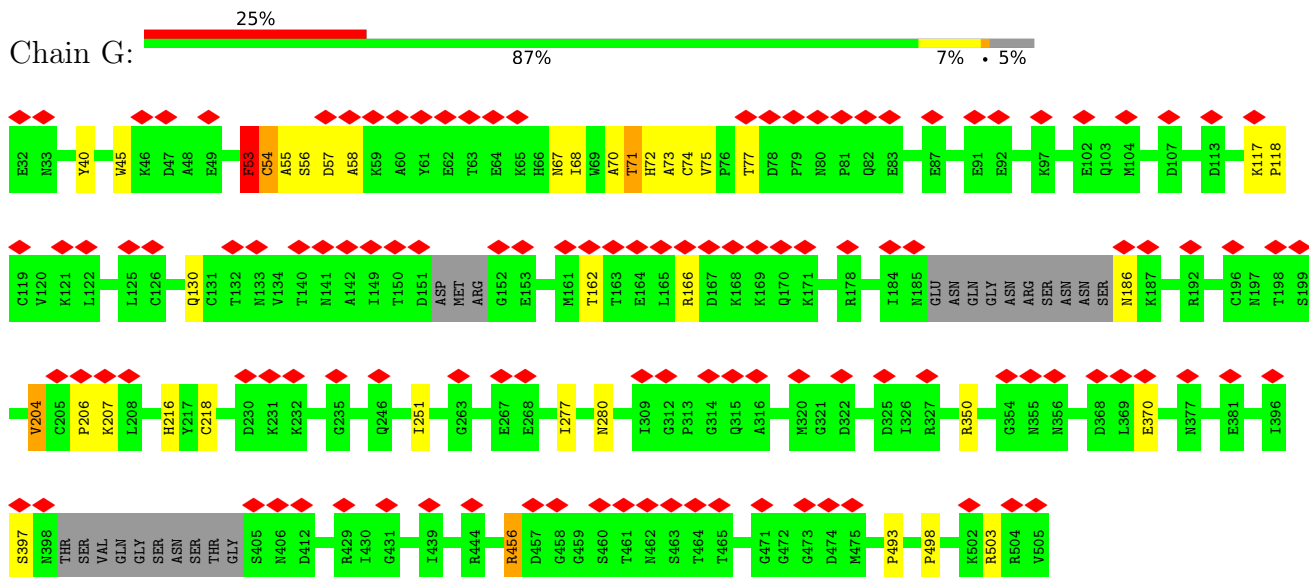 25%
Chain G:
87% 7% • 5%
E32 N33 Y40 W45 K46 D47 A48 E49 F53 C54 A55 S56 D57 A58 K59 A60 Y61 E62 T63 E64 K65 H66 N67 I68 W69 A70 T71 H72 A73 C74 V75 P76 T77 D78 P79 N80 P81 Q82 E83 E87 E91 E92 K97 E102 Q103 M104 D107 D113 K117 P118
C119 V120 K121 L122 L125 C126 Q130 C131 T132 N133 V134 T140 N141 A142 I149 T150 D151 ASP MET ARG G152 E153 M161 T162 T163 E164 L165 R166 D167 K168 K169 Q170 K171 R178 I184 N185 GLU ASN GLN GLY ASN ARG SER ASN ASN SER N186 K187 R192 C196 N197 T198 S199
V204 C205 P206 K207 L208 H216 Y217 C218 D230 K231 K232 G235 Q246 I251 G263 E267 E268 I277 N280 I309 G312 P313 G314 Q315 A316 M320 G321 D322 D325 I326 R327 R350 G354 N355 N356 D368 L369 E370 N377 E381 I396
S397 N398 THR SER VAL GLN GLY SER ASN SER THR GLY S405 N406 D412 R429 I430 G431 I439 R444 R456 D457 G458 G459 S460 T461 N462 S463 T464 T465 G471 G472 G473 D474 M475 P493 P498 K502 R503 R504 V505